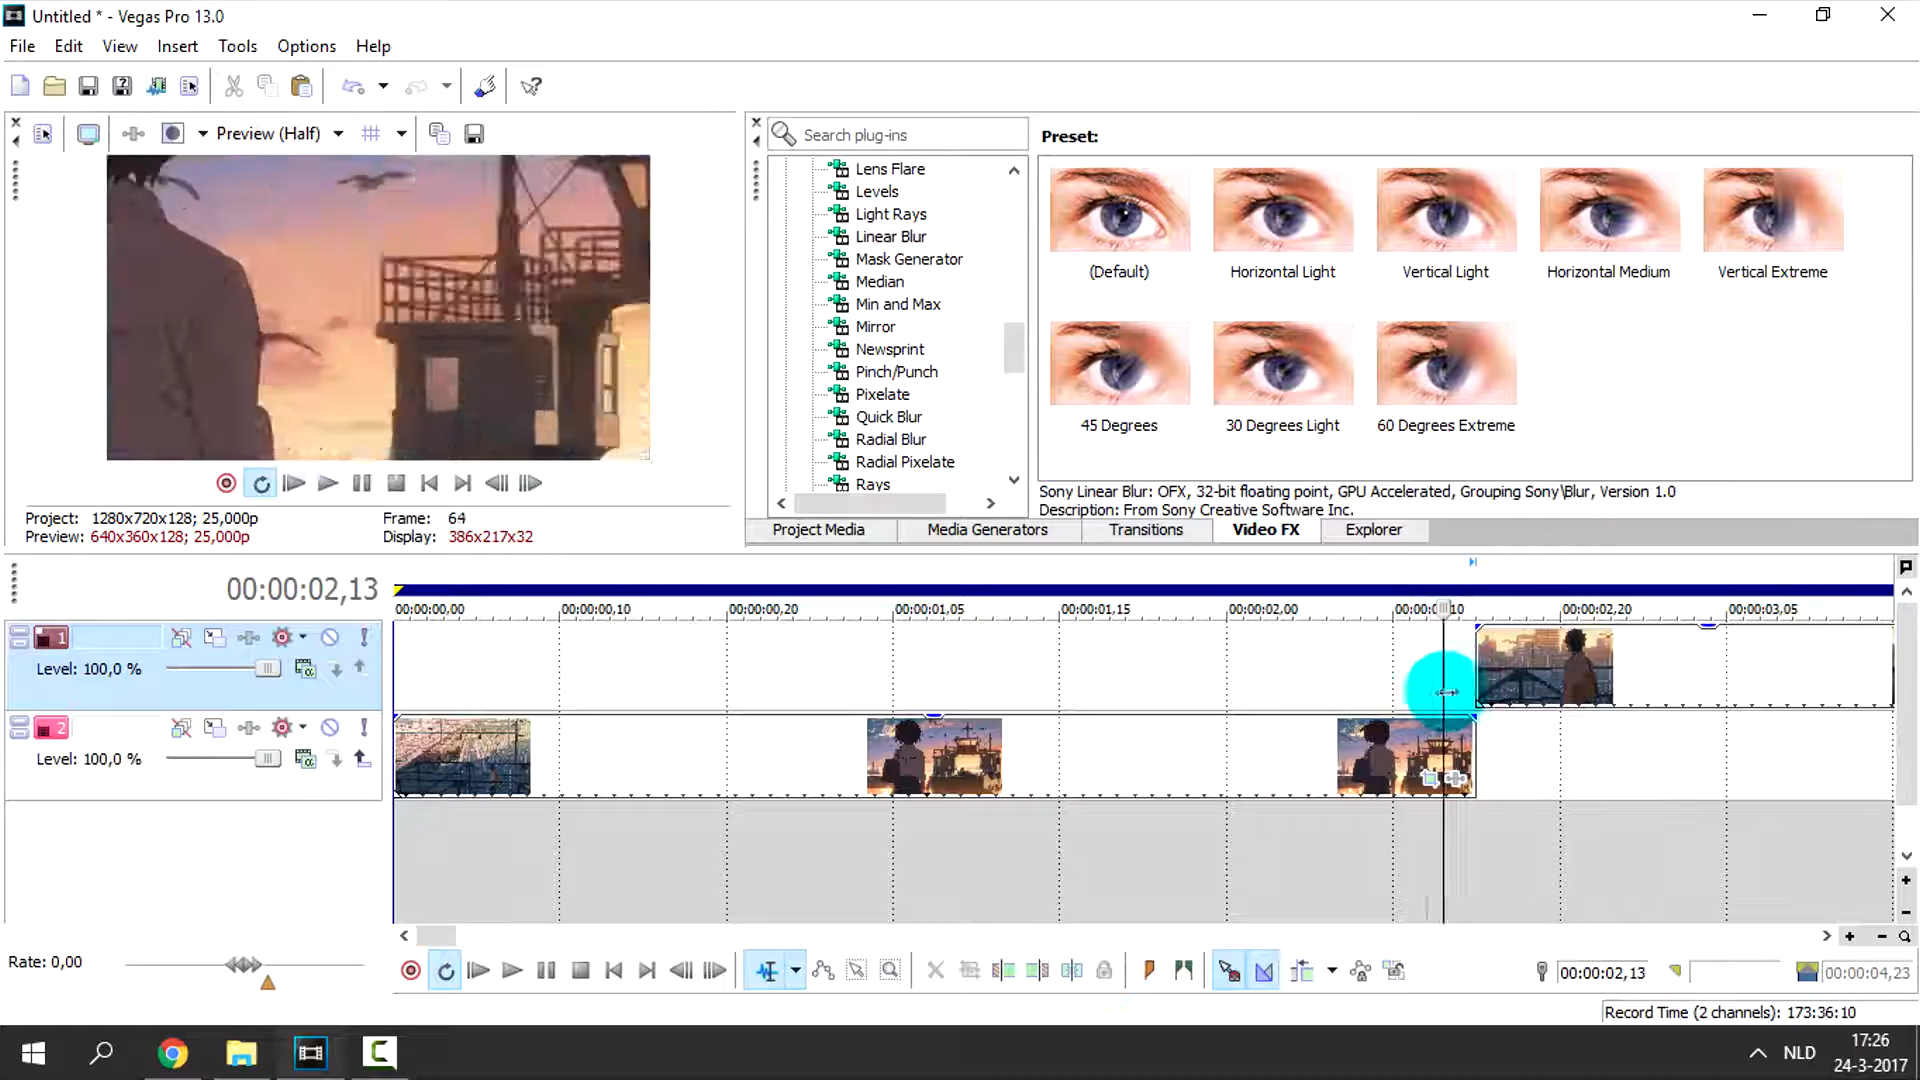 Untitled * - Vegas Pro 13.0
File Edit View Insert Tools Options Help
Preview (Half)
Search plug-ins
Preset:
Lens Flare
Levels
Light Rays
Linear Blur
Mask Generator
Median
Min and Max
Mirror
Newsprint
Pinch/Punch
Pixelate
Quick Blur
Radial Blur
Radial Pixelate
Rays
(Default)
Horizontal Light
Vertical Light
Horizontal Medium
Vertical Extreme
45 Degrees
30 Degrees Light
60 Degrees Extreme
Sony Linear Blur: OFX, 32-bit floating point, GPU Accelerated, Grouping Sony\Blur, Version 1.0
Description: From Sony Creative Software Inc.
Project: 1280x720x128; 25,000p
Frame: 64
Preview: 640x360x128; 25,000p
Display: 386x217x32
Project Media
Media Generators
Transitions
Video FX
Explorer
00:00:02,13
00:00:00,00
00:00:00,10
00:00:00,20
00:00:01,05
00:00:01,15
00:00:02,00
00:00:02,20
00:00:03,05
1
Level: 100,0 %
2
Level: 100,0 %
Rate: 0,00
00:00:02,13
00:00:04,23
Record Time (2 channels): 173:36:10
NLD
17:26
24-3-2017